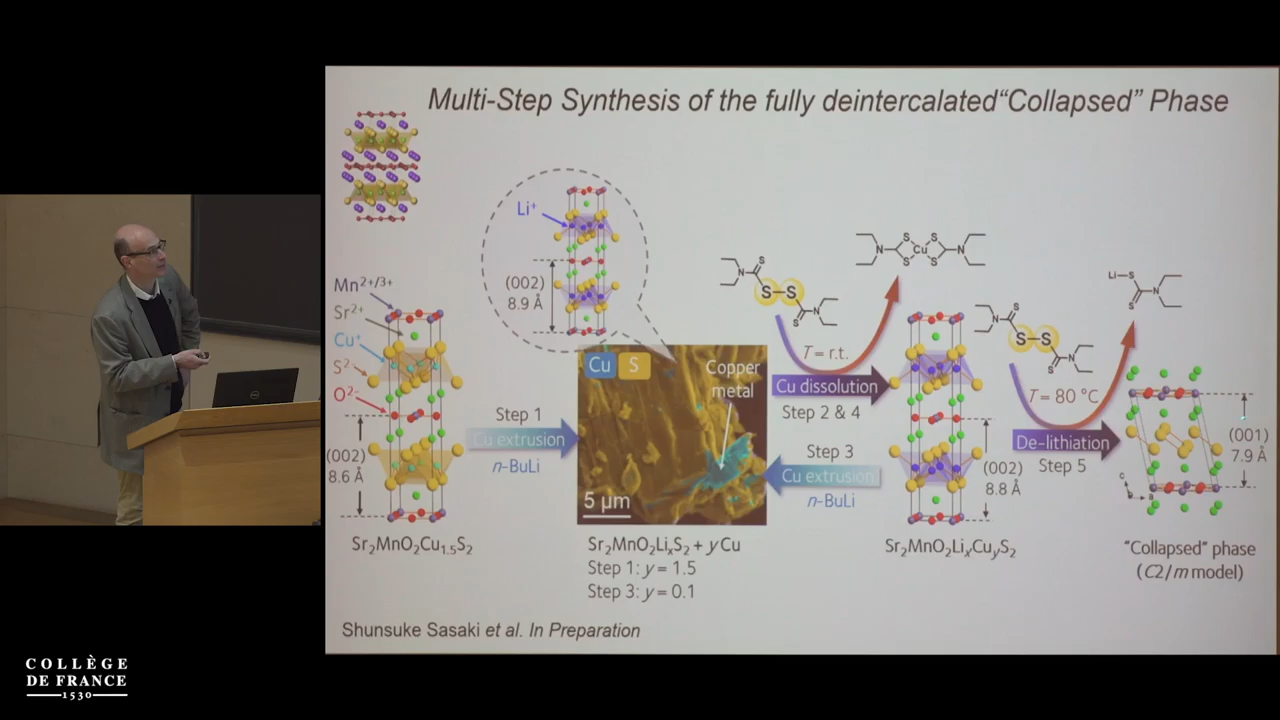 Multi-Step Synthesis of the fully deintercalated“Collapsed” Phase
Li⁺
(002)
8.9 Å
Mn²⁺/³⁺
Sr²⁺
Cu⁺
S²⁻
O²⁻
(002)
8.6 Å
Sr₂MnO₂Cu₁.₅S₂
Step 1
Cu extrusion
n-BuLi
Cu
S
Copper
metal
5 µm
Sr₂MnO₂LiₓS₂ + yCu
Step 1: y = 1.5
Step 3: y = 0.1
N
S
S–S
S
N
N
S
S
Cu
S
S
N
T = r.t.
Cu dissolution
Step 2 & 4
Step 3
Cu extrusion
n-BuLi
(002)
8.8 Å
Sr₂MnO₂LiₓCuᵧS₂
N
S
S–S
S
N
Li–S
S
N
T = 80 °C
De-lithiation
Step 5
(001)
7.9 Å
“Collapsed” phase
(C2/m model)
Shunsuke Sasaki et al. In Preparation
COLLÈGE
DE FRANCE
1530